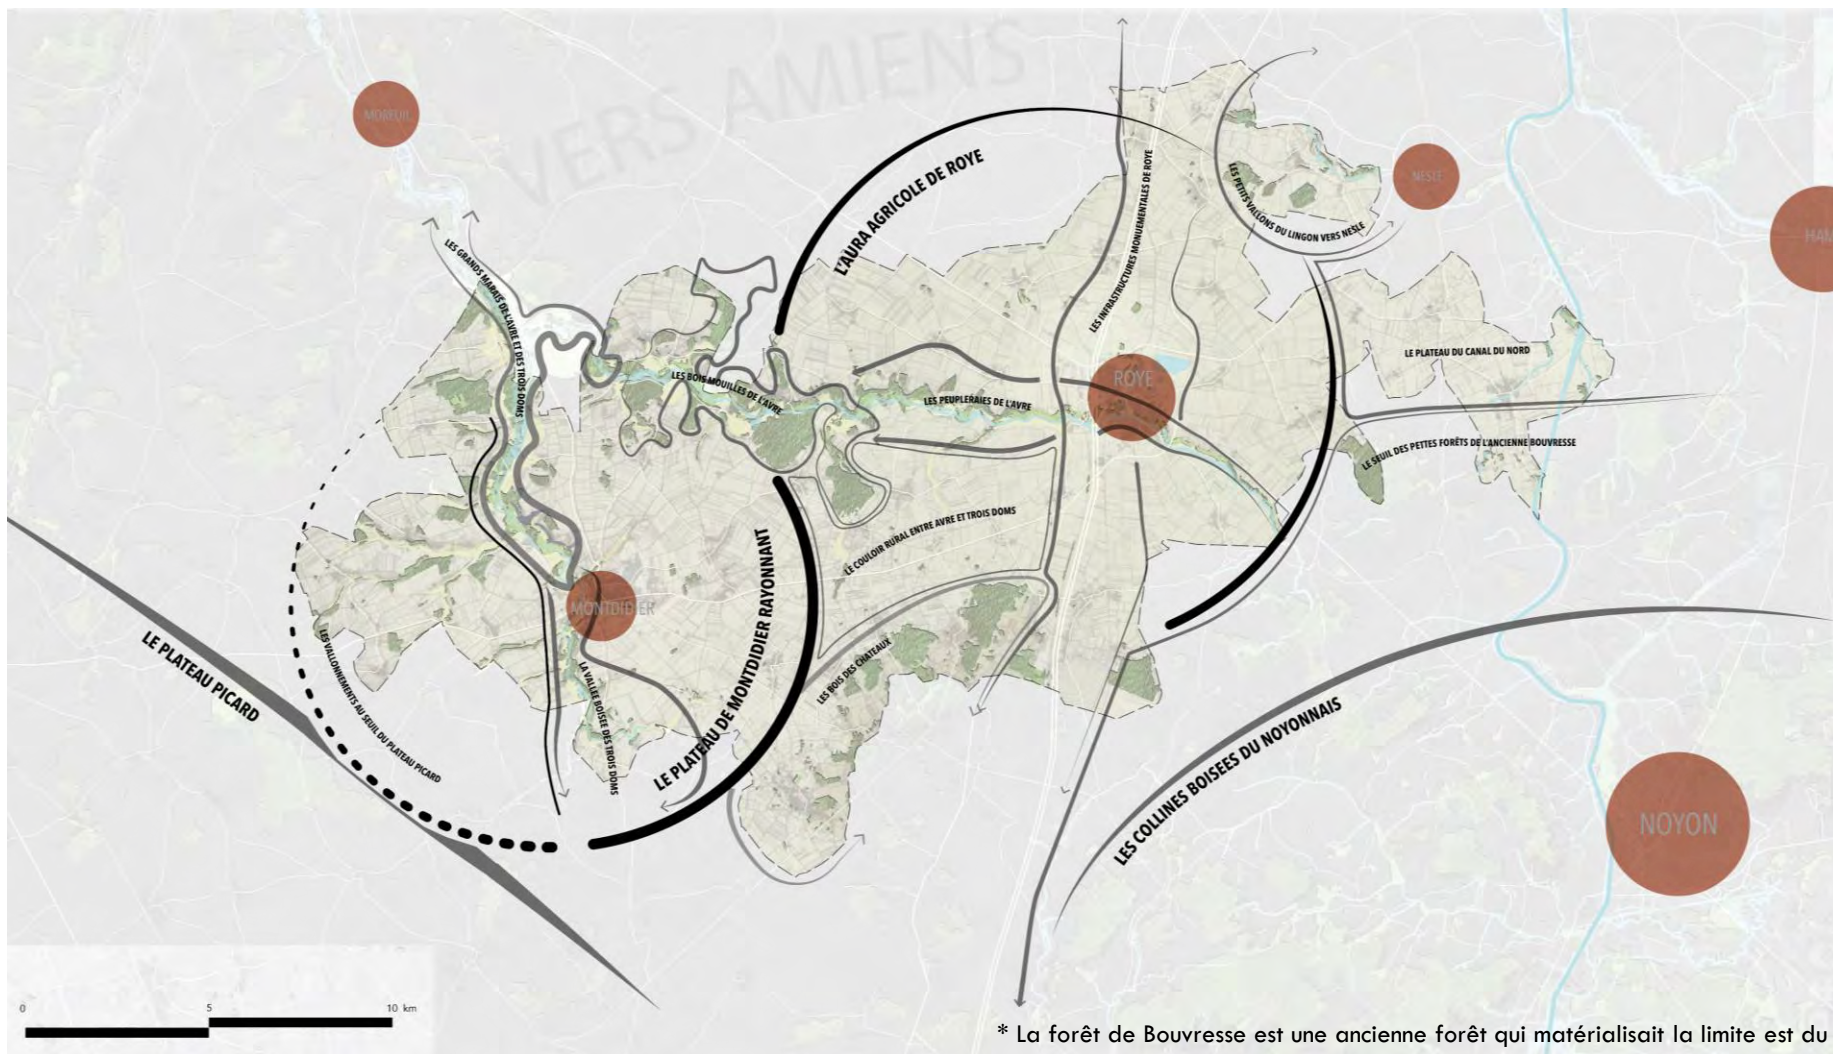 VERS AMIENS
MOREUIL
L'AURA AGRICOLE DE ROYE
LES INFRASTRUCTURES MONUEMENTALES DE ROYE
LES PETITS VALLONS DU LINGON VERS NESLE
NESLE
HAM
LES GRANDS MARAIS DE L'AVRE ET DES TROIS DOMS
LES BOIS MOUILLES DE L'AVRE
LES PEUPLERAIES DE L'AVRE
ROYE
LE PLATEAU DU CANAL DU NORD
LE SEUIL DES PETTES FORÊTS DE L'ANCIENNE BOUVRESSE
LE COULOIR RURAL ENTRE AVRE ET TROIS DOMS
MONTDIDIER
LE PLATEAU DE MONTDIDIER RAYONNANT
LES BOIS DES CHATEAUX
LA VALLEE BOISEE DES TROIS DOMS
LES VALLONNEMENTS AU SEUIL DU PLATEAU PICARD
LE PLATEAU PICARD
LES COLLINES BOISEES DU NOYONNAIS
NOYON
0 5 10 km
* La forêt de Bouvresse est une ancienne forêt qui matérialisait la limite est du